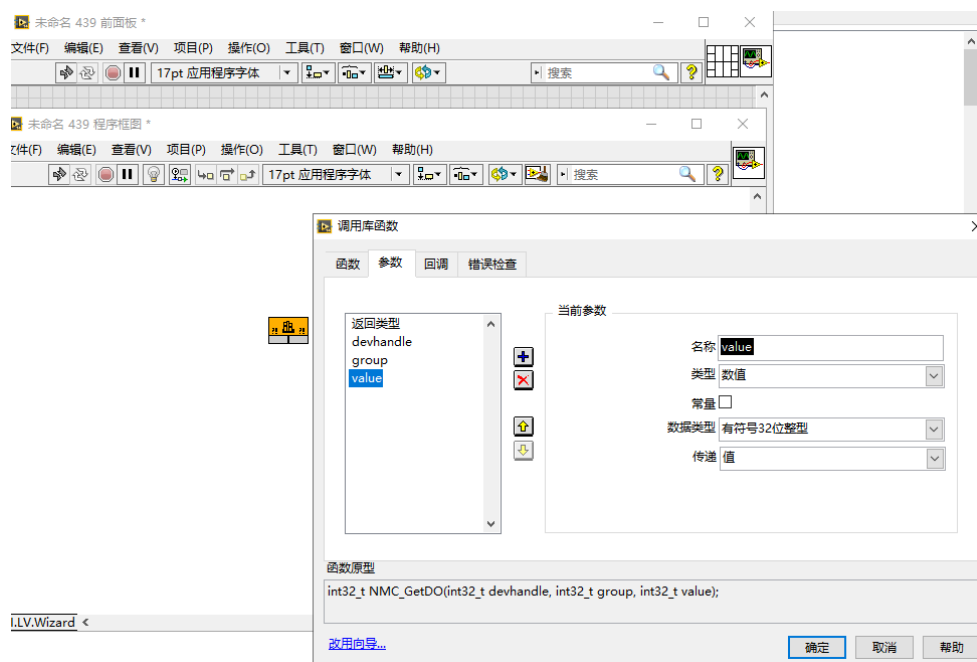 未命名 439 前面板 *
文件(F) 编辑(E) 查看(V) 项目(P) 操作(O) 工具(T) 窗口(W) 帮助(H)
17pt 应用程序字体 搜索
未命名 439 程序框图 *
文件(F) 编辑(E) 查看(V) 项目(P) 操作(O) 工具(T) 窗口(W) 帮助(H)
17pt 应用程序字体 搜索
调用库函数
函数 参数 回调 错误检查
返回类型
devhandle
group
value
当前参数
名称 value
类型 数值
常量
数据类型 有符号32位整型
传递 值
函数原型
int32_t NMC_GetDO(int32_t devhandle, int32_t group, int32_t value);
I.LV.Wizard <
改用向导...
确定 取消 帮助